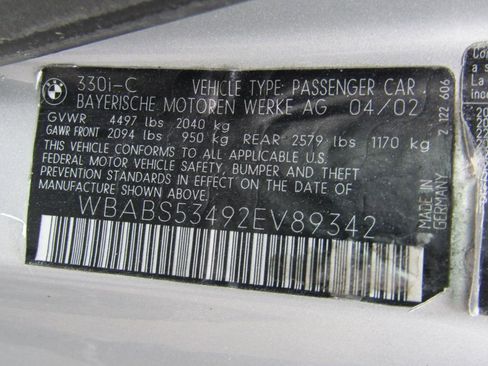 330i-C VEHICLE TYPE: PASSENGER CAR
BAYERISCHE MOTOREN WERKE AG 04/02
GVWR 4497 lbs 2040 kg
GAWR FRONT 2094 lbs 950 kg REAR 2579 lbs 1170 kg
THIS VEHICLE CONFORMS TO ALL APPLICABLE
FEDERAL MOTOR VEHICLE SAFETY, BUMPER AND THEFT
PREVENTION STANDARDS IN EFFECT ON THE DATE OF
MANUFACTURE SHOWN ABOVE.
WBABS53492EV89342
MADE IN
GERMANY
Z 122 606